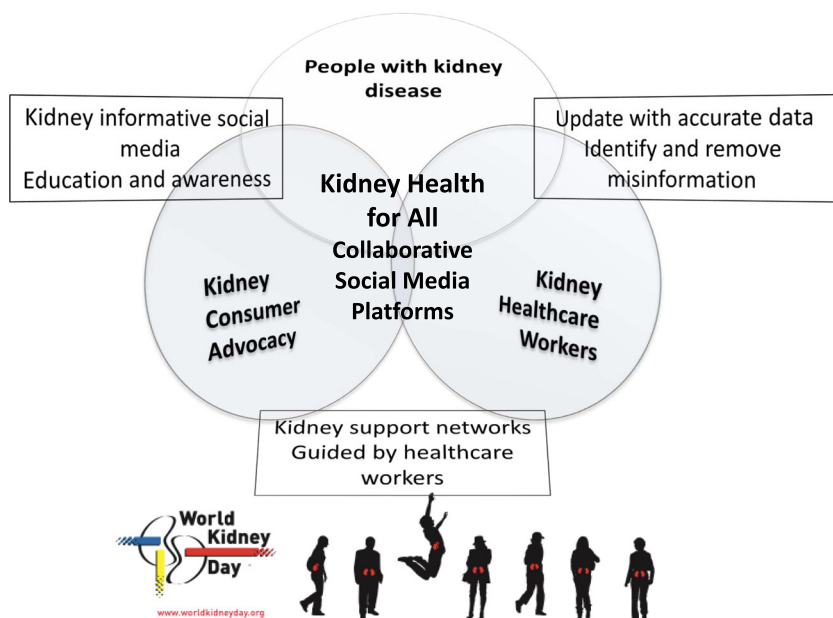 People with kidney
disease
Kidney informative social
media
Education and awareness
Update with accurate data
Identify and remove
misinformation
Kidney Health
for All
Collaborative
Social Media
Platforms
Kidney
Consumer
Advocacy
Kidney
Healthcare
Workers
Kidney support networks
Guided by healthcare
workers
World
Kidney
Day
www.worldkidneyday.org